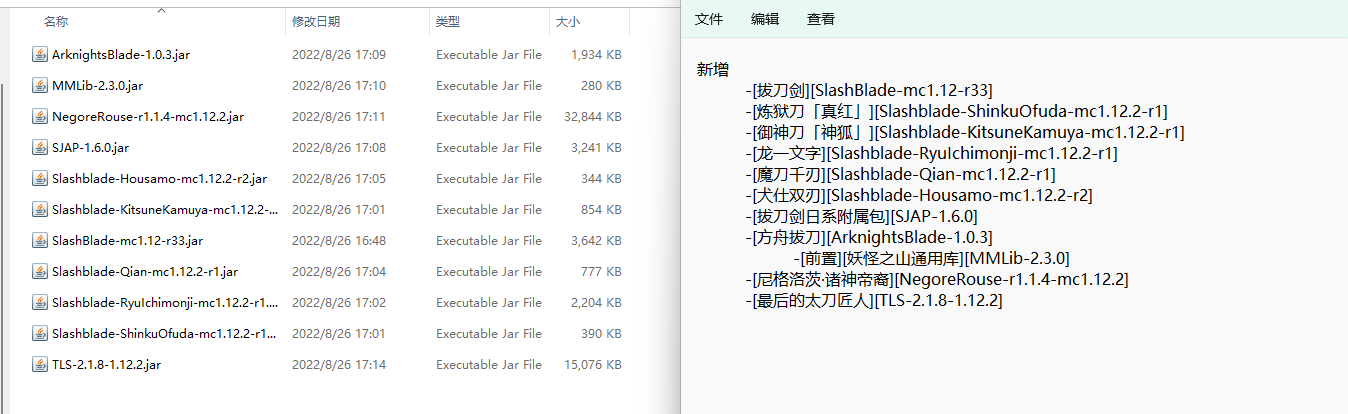 名称 修改日期 类型 大小
ArknightsBlade-1.0.3.jar 2022/8/26 17:09 Executable Jar File 1,934 KB
MMLib-2.3.0.jar 2022/8/26 17:10 Executable Jar File 280 KB
NegoreRouse-r1.1.4-mc1.12.2.jar 2022/8/26 17:11 Executable Jar File 32,844 KB
SJAP-1.6.0.jar 2022/8/26 17:08 Executable Jar File 3,241 KB
Slashblade-Housamo-mc1.12.2-r2.jar 2022/8/26 17:05 Executable Jar File 344 KB
Slashblade-KitsuneKamuya-mc1.12.2-... 2022/8/26 17:01 Executable Jar File 854 KB
SlashBlade-mc1.12-r33.jar 2022/8/26 16:48 Executable Jar File 3,642 KB
Slashblade-Qian-mc1.12.2-r1.jar 2022/8/26 17:04 Executable Jar File 777 KB
Slashblade-RyuIchimonji-mc1.12.2-r1.... 2022/8/26 17:02 Executable Jar File 2,204 KB
Slashblade-ShinkuOfuda-mc1.12.2-r1... 2022/8/26 17:01 Executable Jar File 390 KB
TLS-2.1.8-1.12.2.jar 2022/8/26 17:14 Executable Jar File 15,076 KB
文件 编辑 查看
新增
-[拔刀剑][SlashBlade-mc1.12-r33]
-[炼狱刀「真红」][Slashblade-ShinkuOfuda-mc1.12.2-r1]
-[御神刀「神狐」][Slashblade-KitsuneKamuya-mc1.12.2-r1]
-[龙一文字][Slashblade-RyuIchimonji-mc1.12.2-r1]
-[魔刀千刃][Slashblade-Qian-mc1.12.2-r1]
-[犬仕双刃][Slashblade-Housamo-mc1.12.2-r2]
-[拔刀剑日系附属包][SJAP-1.6.0]
-[方舟拔刀][ArknightsBlade-1.0.3]
-[前置][妖怪之山通用库][MMLib-2.3.0]
-[尼格洛茨·诸神帝裔][NegoreRouse-r1.1.4-mc1.12.2]
-[最后的太刀匠人][TLS-2.1.8-1.12.2]